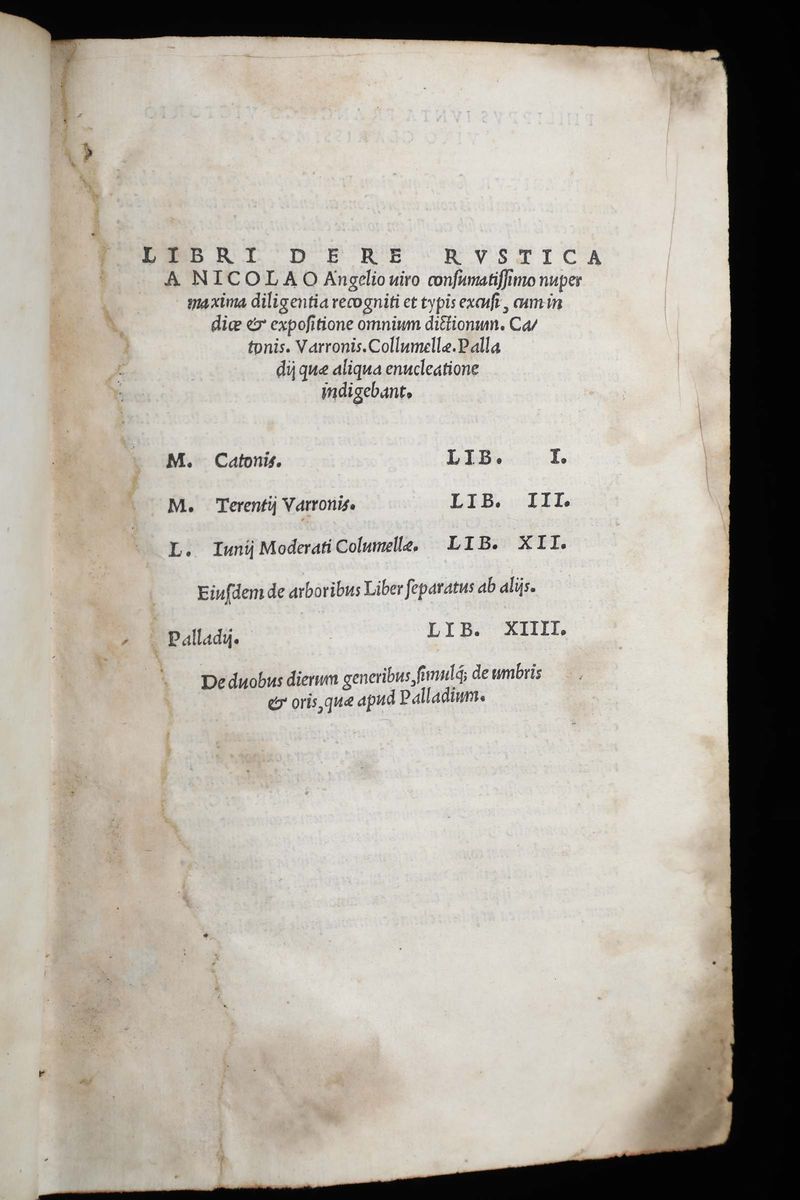 LIBRI DE RE RVSTICA
A NICOLAO Angelio uiro consumatissimo nuper
maxima diligentia recogniti et typis excusi, cum in
dice & expositione omnium dictionum. Ca/
tonis. Varronis. Collumellæ. Palla
dij quæ aliqua enucleatione
indigebant.
M. Catonis. LIB. I.
M. Terentij Varronis. LIB. III.
L. Iunij Moderati Columellæ. LIB. XII.
Eiusdem de arboribus Liber separatus ab alijs.
Palladij. LIB. XIIII.
De duobus dierum generibus, simulq; de umbris
& oris, quæ apud Palladium.